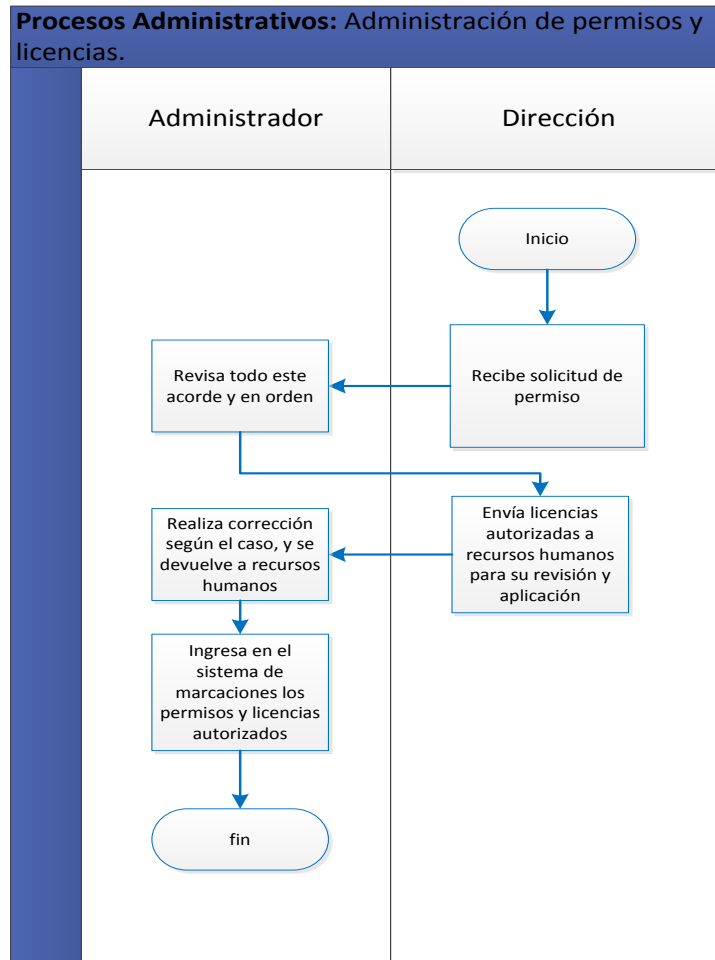 Procesos Administrativos: Administración de permisos y
licencias.
Administrador
Dirección
Inicio
Recibe solicitud de
permiso
Revisa todo este
acorde y en orden
Envía licencias
autorizadas a
recursos humanos
para su revisión y
aplicación
Realiza corrección
según el caso, y se
devuelve a recursos
humanos
Ingresa en el
sistema de
marcaciones los
permisos y licencias
autorizados
fin